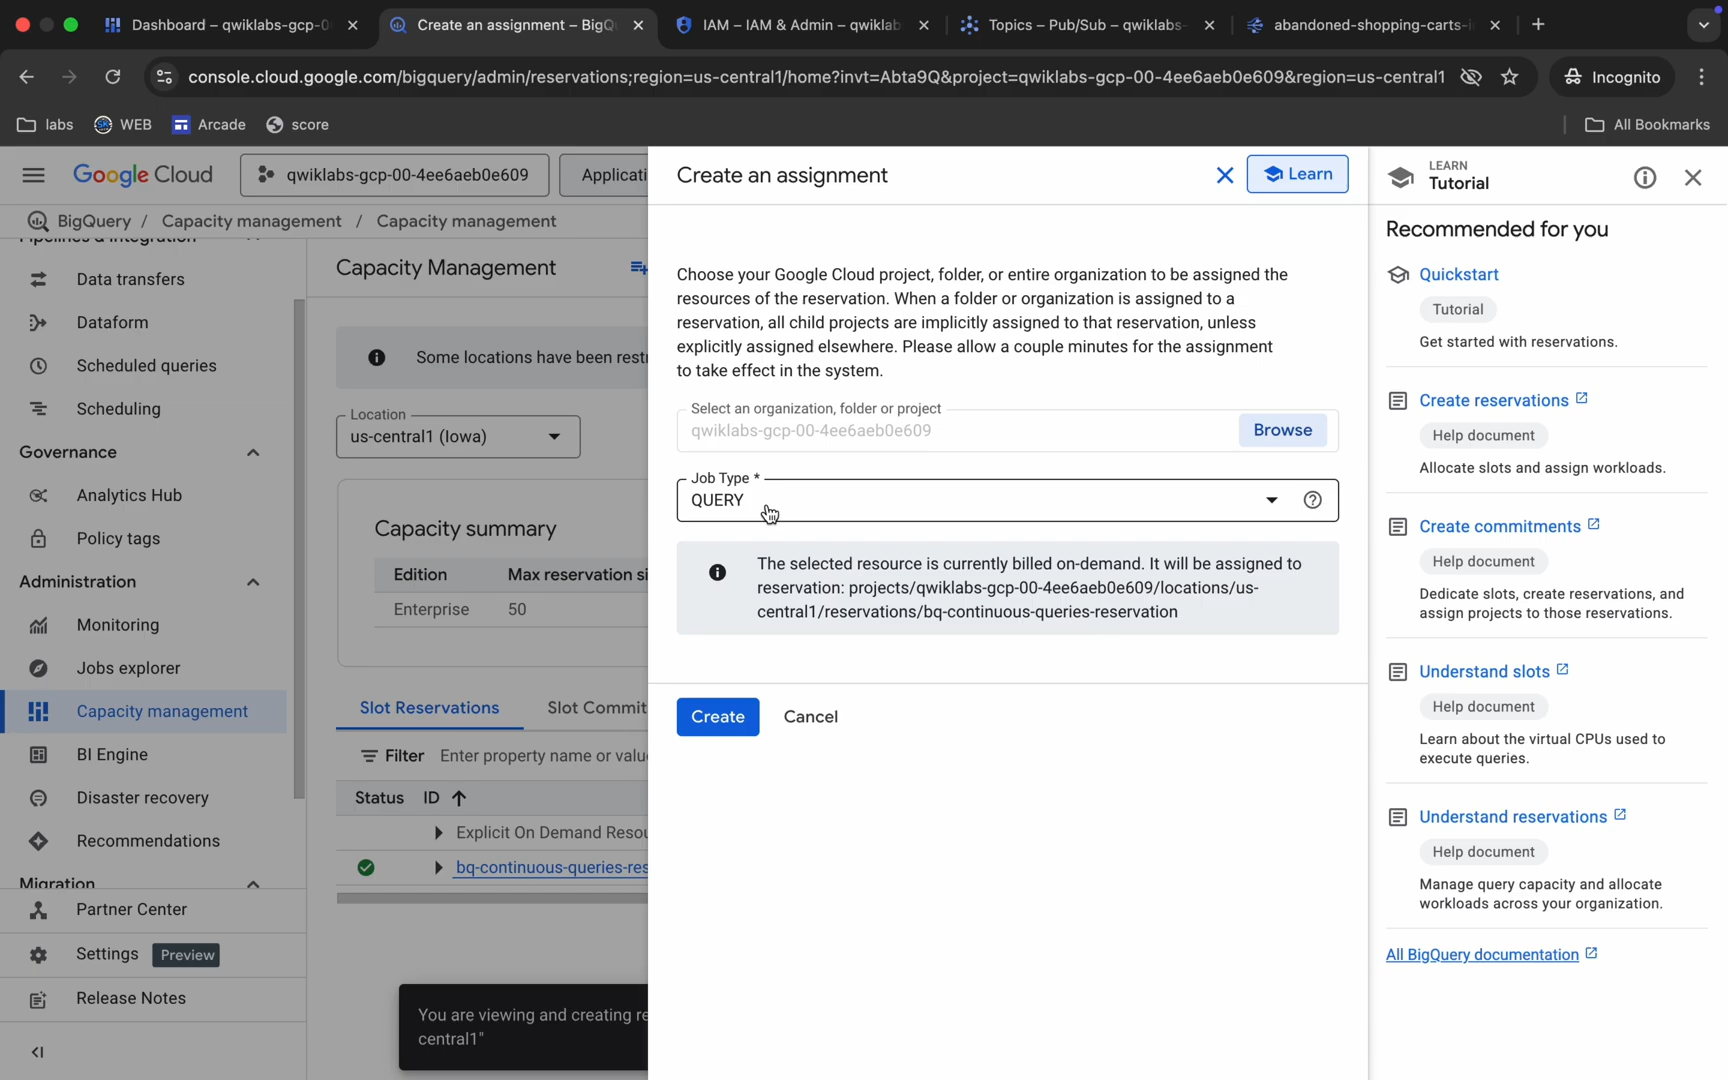 Dashboard – qwiklabs-gcp-0
Create an assignment – BigQu
IAM – IAM & Admin – qwiklab
Topics – Pub/Sub – qwiklabs-
abandoned-shopping-carts-i
console.cloud.google.com/bigquery/admin/reservations;region=us-central1/home?invt=Abta9Q&project=qwiklabs-gcp-00-4ee6aeb0e609&region=us-central1
Incognito
labs
WEB
Arcade
score
All Bookmarks
Google Cloud
qwiklabs-gcp-00-4ee6aeb0e609
Applicati
BigQuery / Capacity management / Capacity management
Pipelines & Integration
Data transfers
Dataform
Scheduled queries
Scheduling
Governance
Analytics Hub
Policy tags
Administration
Monitoring
Jobs explorer
Capacity management
BI Engine
Disaster recovery
Recommendations
Migration
Partner Center
Settings Preview
Release Notes
Capacity Management
Some locations have been restr
Location
us-central1 (Iowa)
Capacity summary
Edition Max reservation si
Enterprise 50
Slot Reservations Slot Commit
Filter Enter property name or valu
Status ID
Explicit On Demand Resou
bq-continuous-queries-res
You are viewing and creating re
central1"
Create an assignment
Learn
Choose your Google Cloud project, folder, or entire organization to be assigned the
resources of the reservation. When a folder or organization is assigned to a
reservation, all child projects are implicitly assigned to that reservation, unless
explicitly assigned elsewhere. Please allow a couple minutes for the assignment
to take effect in the system.
Select an organization, folder or project
qwiklabs-gcp-00-4ee6aeb0e609
Browse
Job Type *
QUERY
The selected resource is currently billed on-demand. It will be assigned to
reservation: projects/qwiklabs-gcp-00-4ee6aeb0e609/locations/us-
central1/reservations/bq-continuous-queries-reservation
Create Cancel
LEARN
Tutorial
Recommended for you
Quickstart
Tutorial
Get started with reservations.
Create reservations
Help document
Allocate slots and assign workloads.
Create commitments
Help document
Dedicate slots, create reservations, and
assign projects to those reservations.
Understand slots
Help document
Learn about the virtual CPUs used to
execute queries.
Understand reservations
Help document
Manage query capacity and allocate
workloads across your organization.
All BigQuery documentation